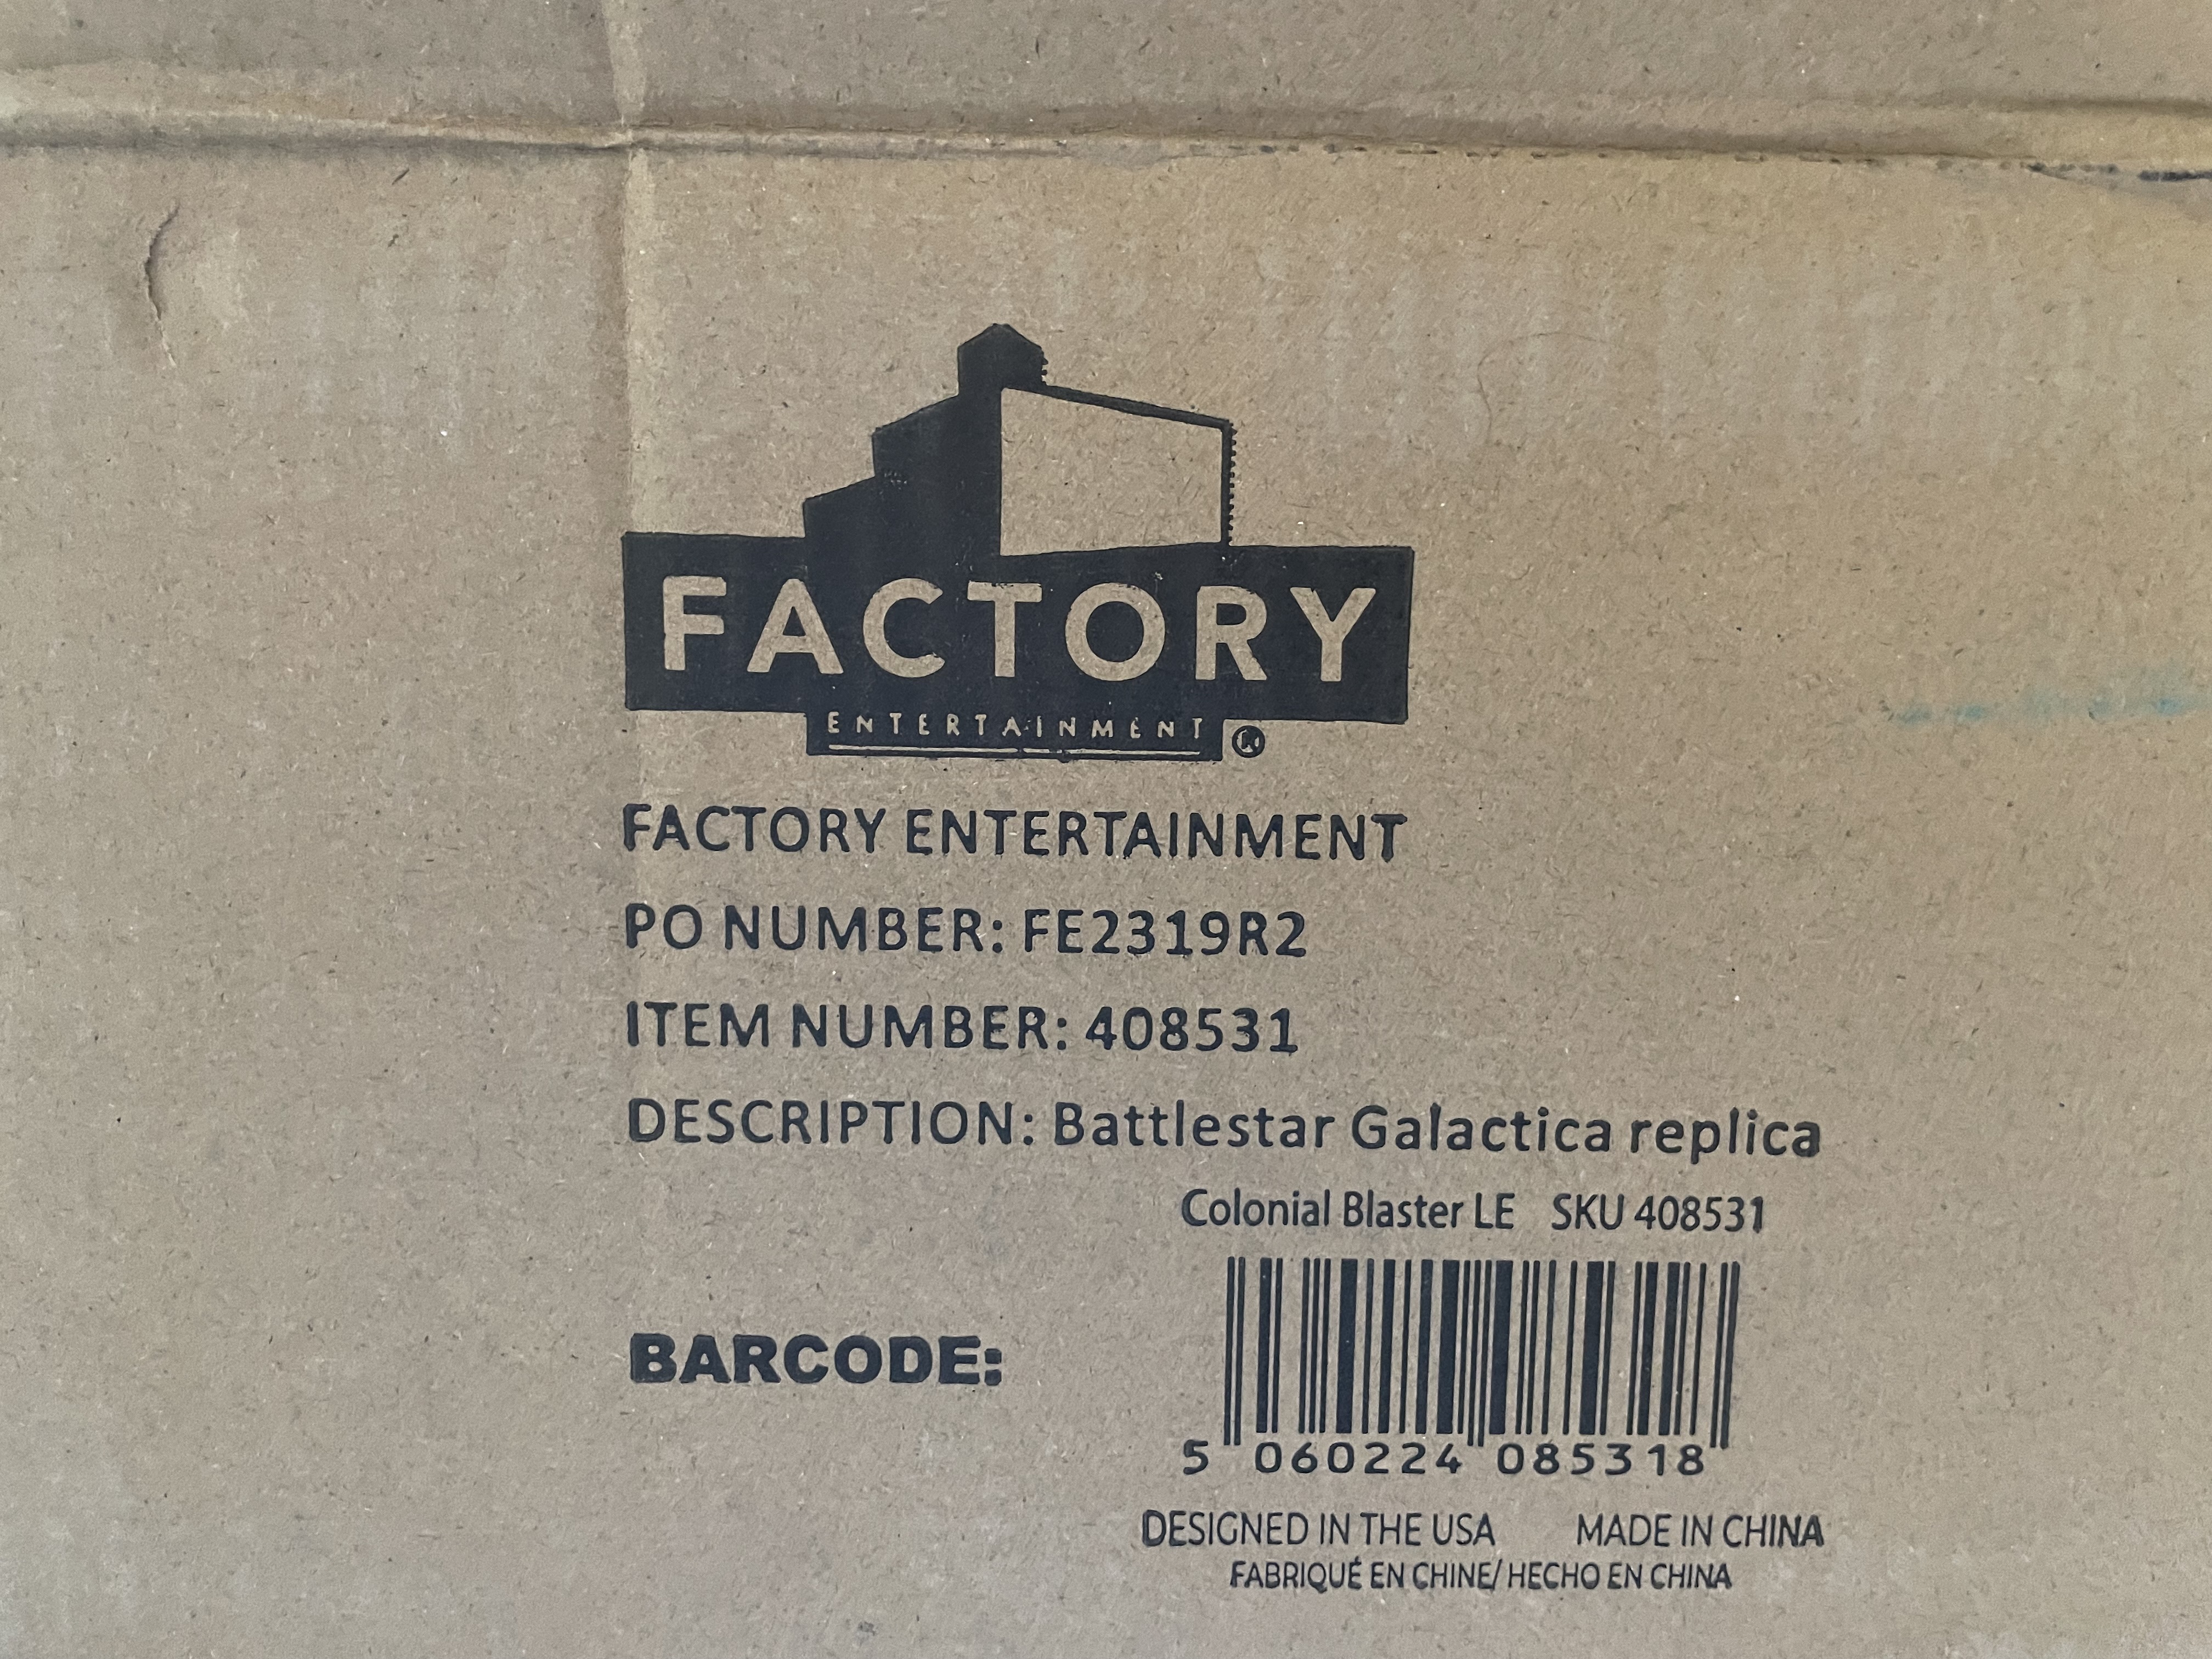 FACTORY
ENTERTAINMENT ®
FACTORY ENTERTAINMENT
PO NUMBER: FE2319R2
ITEM NUMBER: 408531
DESCRIPTION: Battlestar Galactica replica
Colonial Blaster LE SKU 408531
BARCODE:
5 060224 085318
DESIGNED IN THE USA MADE IN CHINA
FABRIQUÉ EN CHINE/ HECHO EN CHINA